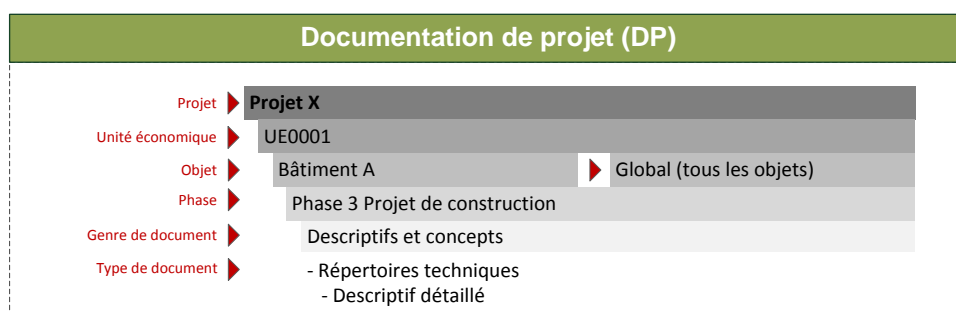 Documentation de projet (DP)
Projet Projet X
Unité économique UE0001
Objet Bâtiment A Global (tous les objets)
Phase Phase 3 Projet de construction
Genre de document Descriptifs et concepts
Type de document - Répertoires techniques
- Descriptif détaillé